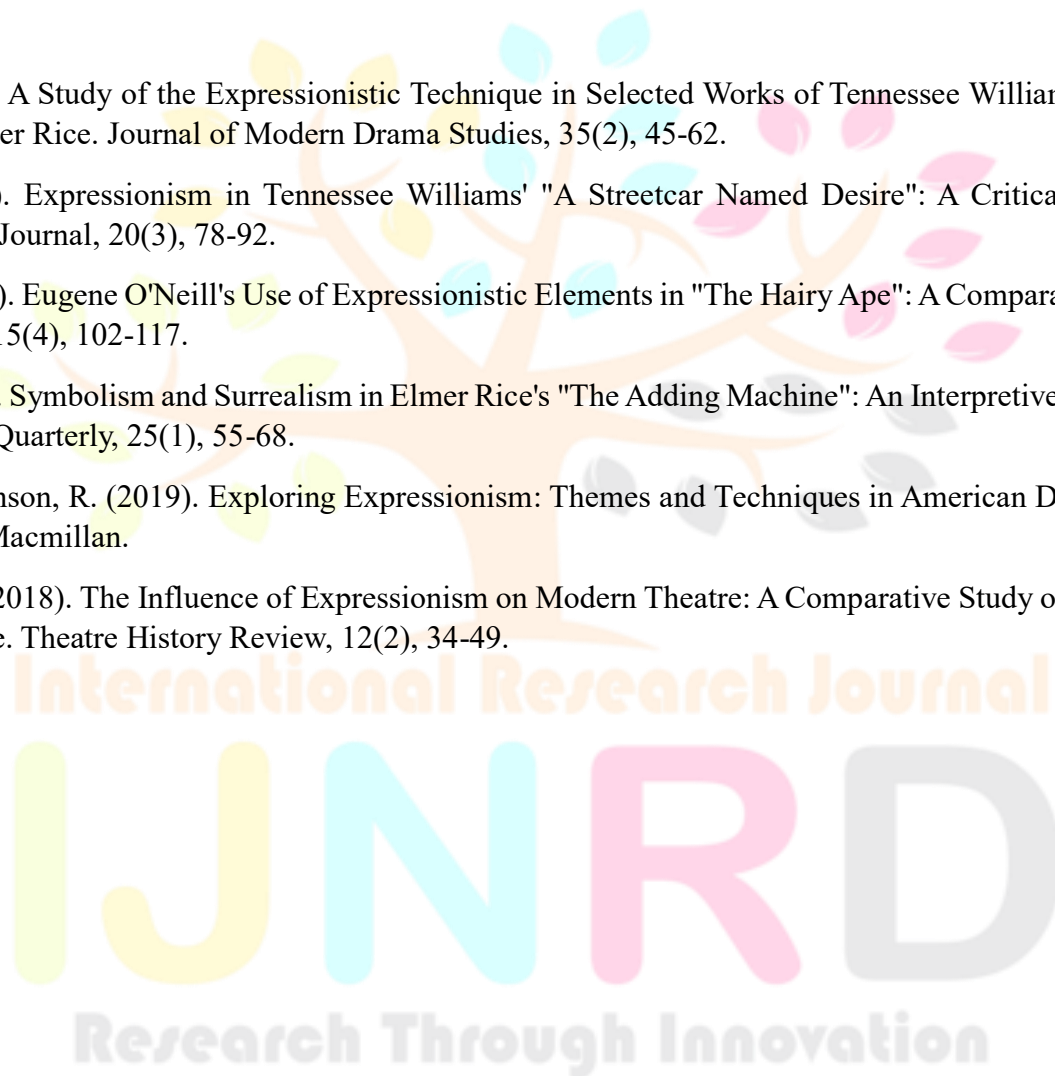 A Study of the Expressionistic Technique in Selected Works of Tennessee
er Rice. Journal of Modern Drama Studies, 35(2), 45-62.
). Expressionism in Tennessee Williams' "A Streetcar Named Desire": A Critica
Journal, 20(3), 78-92.
). Eugene O'Neill's Use of Expressionistic Elements in "The Hairy Ape": A Compara
5(4), 102-117.
. Symbolism and Surrealism in Elmer Rice's "The Adding Machine": An Interpretive
Quarterly, 25(1), 55-68.
nson, R. (2019). Exploring Expressionism: Themes and Techniques in American D
Macmillan.
2018). The Influence of Expressionism on Modern Theatre: A Comparative Study o
e. Theatre History Review, 12(2), 34-49.
International Research Journal
IJNRD
Research Through Innovation